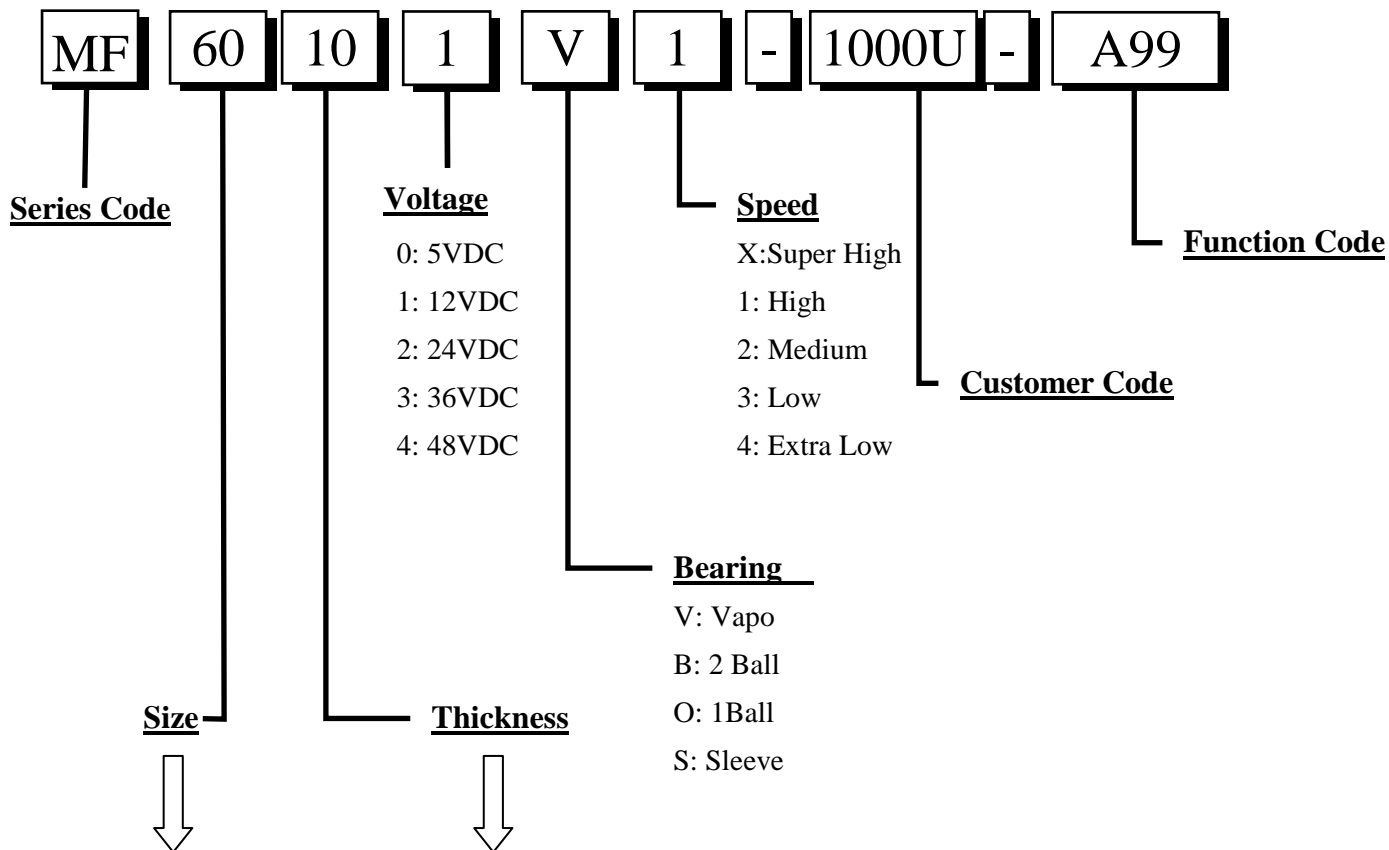 MF 60 10 1 V 1 - 1000U - A99
Series Code
Voltage
0: 5VDC
1: 12VDC
2: 24VDC
3: 36VDC
4: 48VDC
Speed
X:Super High
1: High
2: Medium
3: Low
4: Extra Low
Function Code
Customer Code
Bearing
V: Vapo
B: 2 Ball
O: 1Ball
S: Sleeve
Size
Thickness